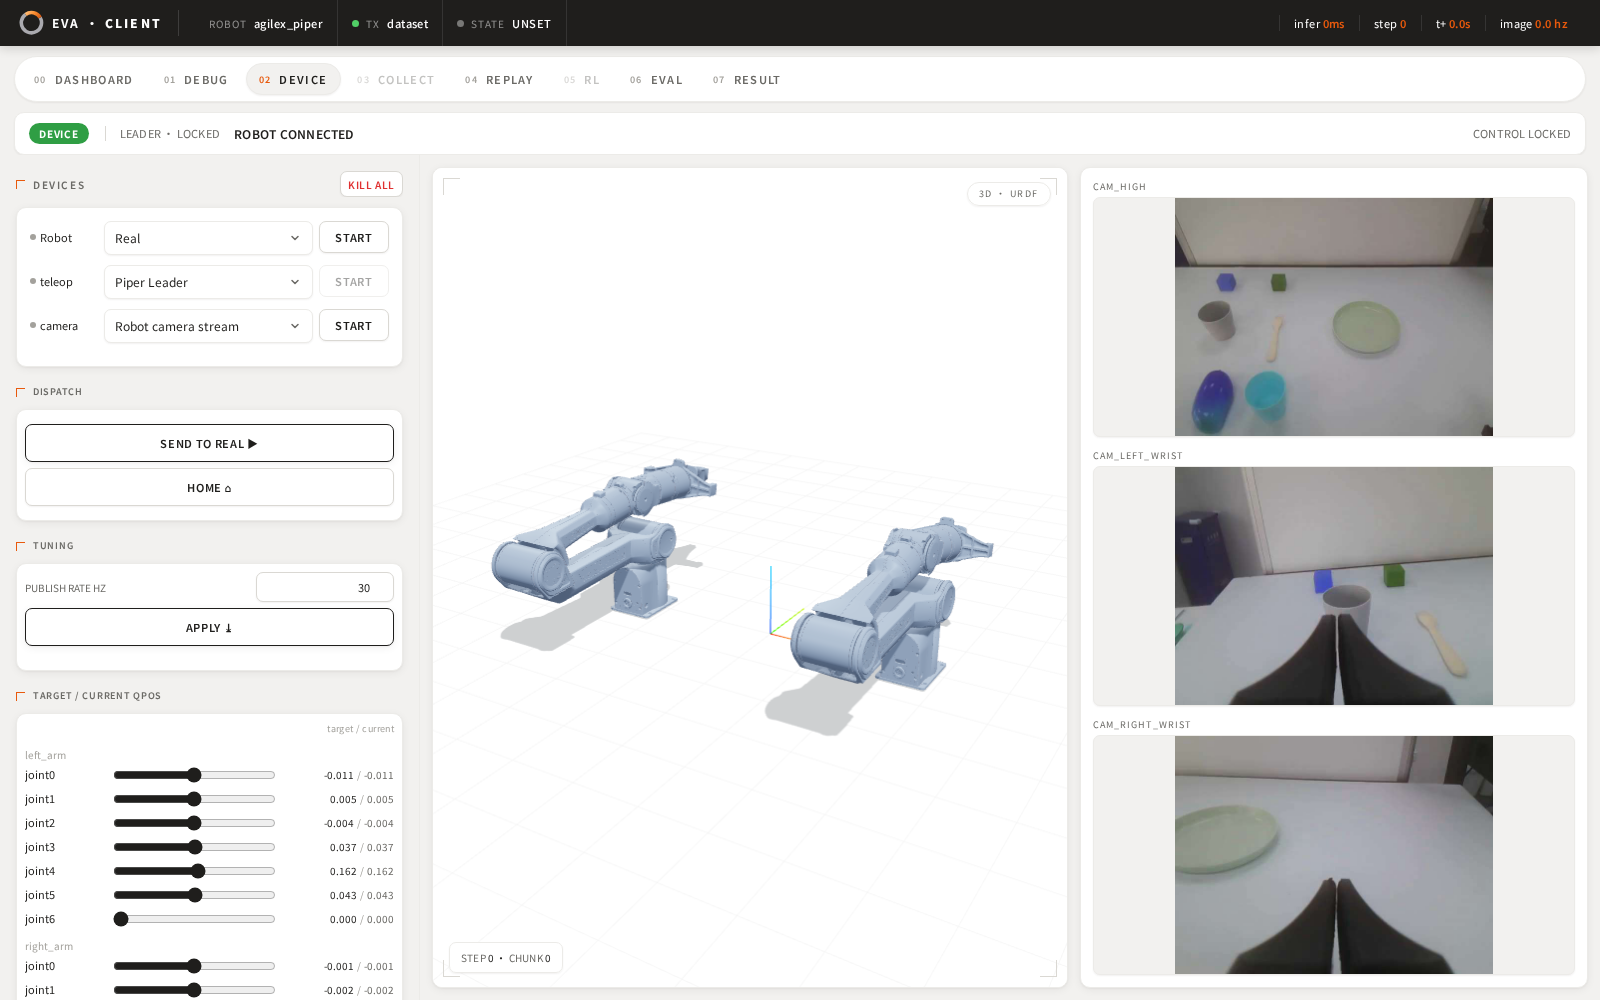 EVA · CLIENT
ROBOT agilex_piper
TX dataset
STATE UNSET
infer 0ms
step 0
t+ 0.0s
image 0.0 hz
00 DASHBOARD
01 DEBUG
02 DEVICE
03 COLLECT
04 REPLAY
05 RL
06 EVAL
07 RESULT
DEVICE
LEADER · LOCKED
ROBOT CONNECTED
CONTROL LOCKED
DEVICES
KILL ALL
Robot Real START
teleop Piper Leader START
camera Robot camera stream START
DISPATCH
SEND TO REAL ▶
HOME ⌂
TUNING
PUBLISH RATE HZ 30
APPLY ⤓
TARGET / CURRENT QPOS
target / current
left_arm
joint0 -0.011 / -0.011
joint1 0.005 / 0.005
joint2 -0.004 / -0.004
joint3 0.037 / 0.037
joint4 0.162 / 0.162
joint5 0.043 / 0.043
joint6 0.000 / 0.000
right_arm
joint0 -0.001 / -0.001
joint1 -0.002 / -0.002
3D · URDF
STEP 0 · CHUNK 0
CAM_HIGH
CAM_LEFT_WRIST
CAM_RIGHT_WRIST